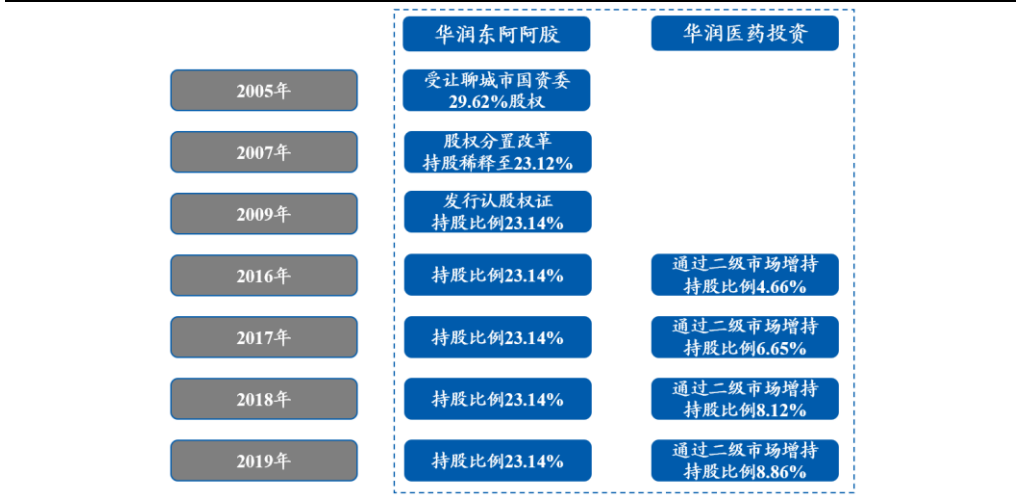 华润东阿阿胶
华润医药投资
2005年
受让聊城市国资委
29.62%股权
2007年
股权分置改革
持股稀释至23.12%
2009年
发行认股权证
持股比例23.14%
2016年
持股比例23.14%
通过二级市场增持
持股比例4.66%
2017年
持股比例23.14%
通过二级市场增持
持股比例6.65%
2018年
持股比例23.14%
通过二级市场增持
持股比例8.12%
2019年
持股比例23.14%
通过二级市场增持
持股比例8.86%